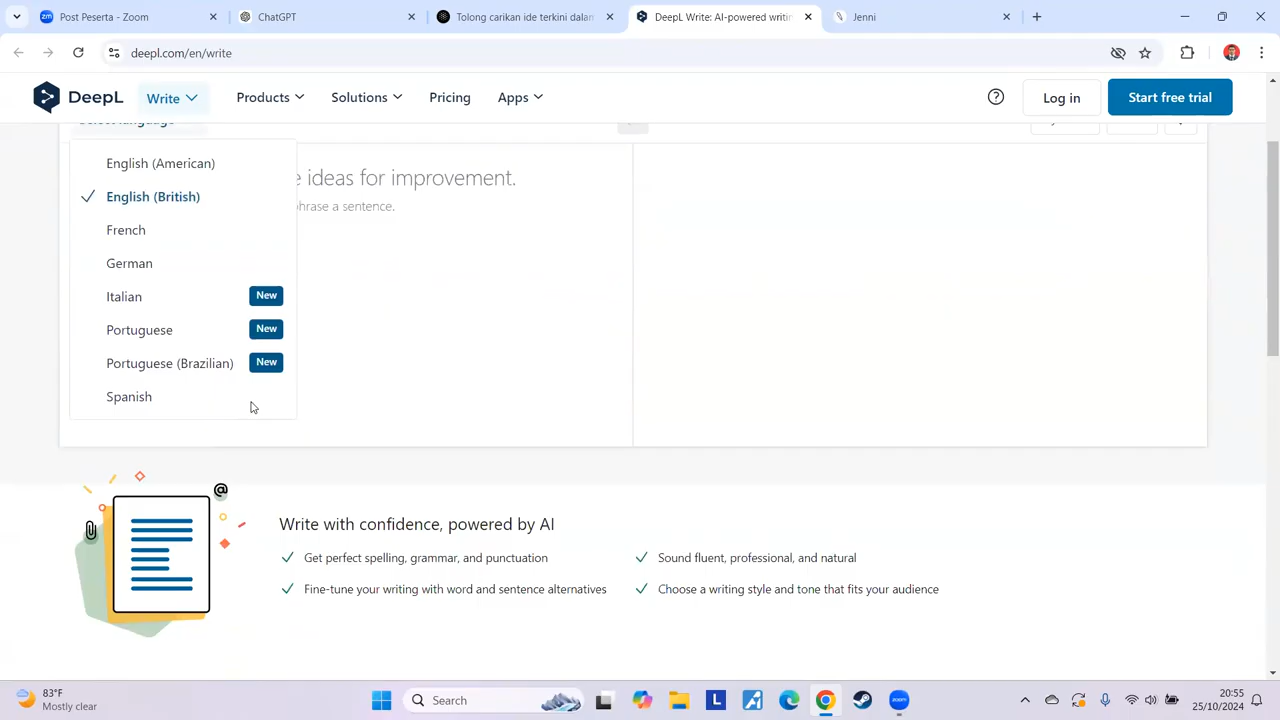 Post Peserta - Zoom
ChatGPT
Tolong carikan ide terkini dalam
DeepL Write: AI-powered writin
Jenni
deepl.com/en/write
DeepL
Write
Products
Solutions
Pricing
Apps
Log in
Start free trial
Select language
English (American)
English (British)
French
German
Italian
New
Portuguese
New
Portuguese (Brazilian)
New
Spanish
e ideas for improvement.
hrase a sentence.
@
Write with confidence, powered by AI
Get perfect spelling, grammar, and punctuation
Sound fluent, professional, and natural
Fine-tune your writing with word and sentence alternatives
Choose a writing style and tone that fits your audience
83°F
Mostly clear
Search
20:55
25/10/2024